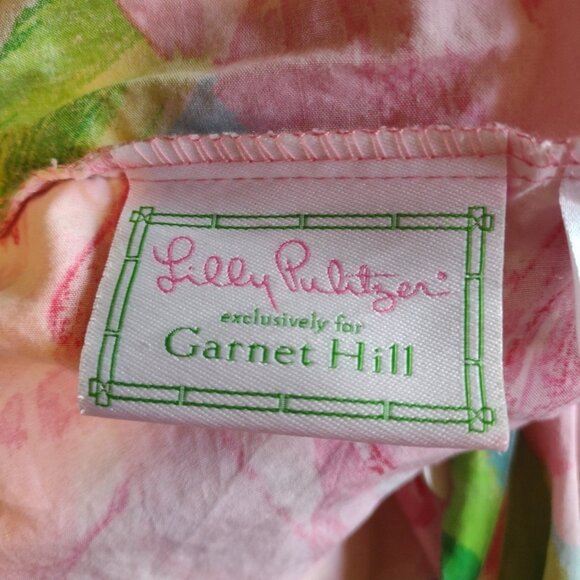 Lilly Pulitzer®
exclusively for
Garnet Hill